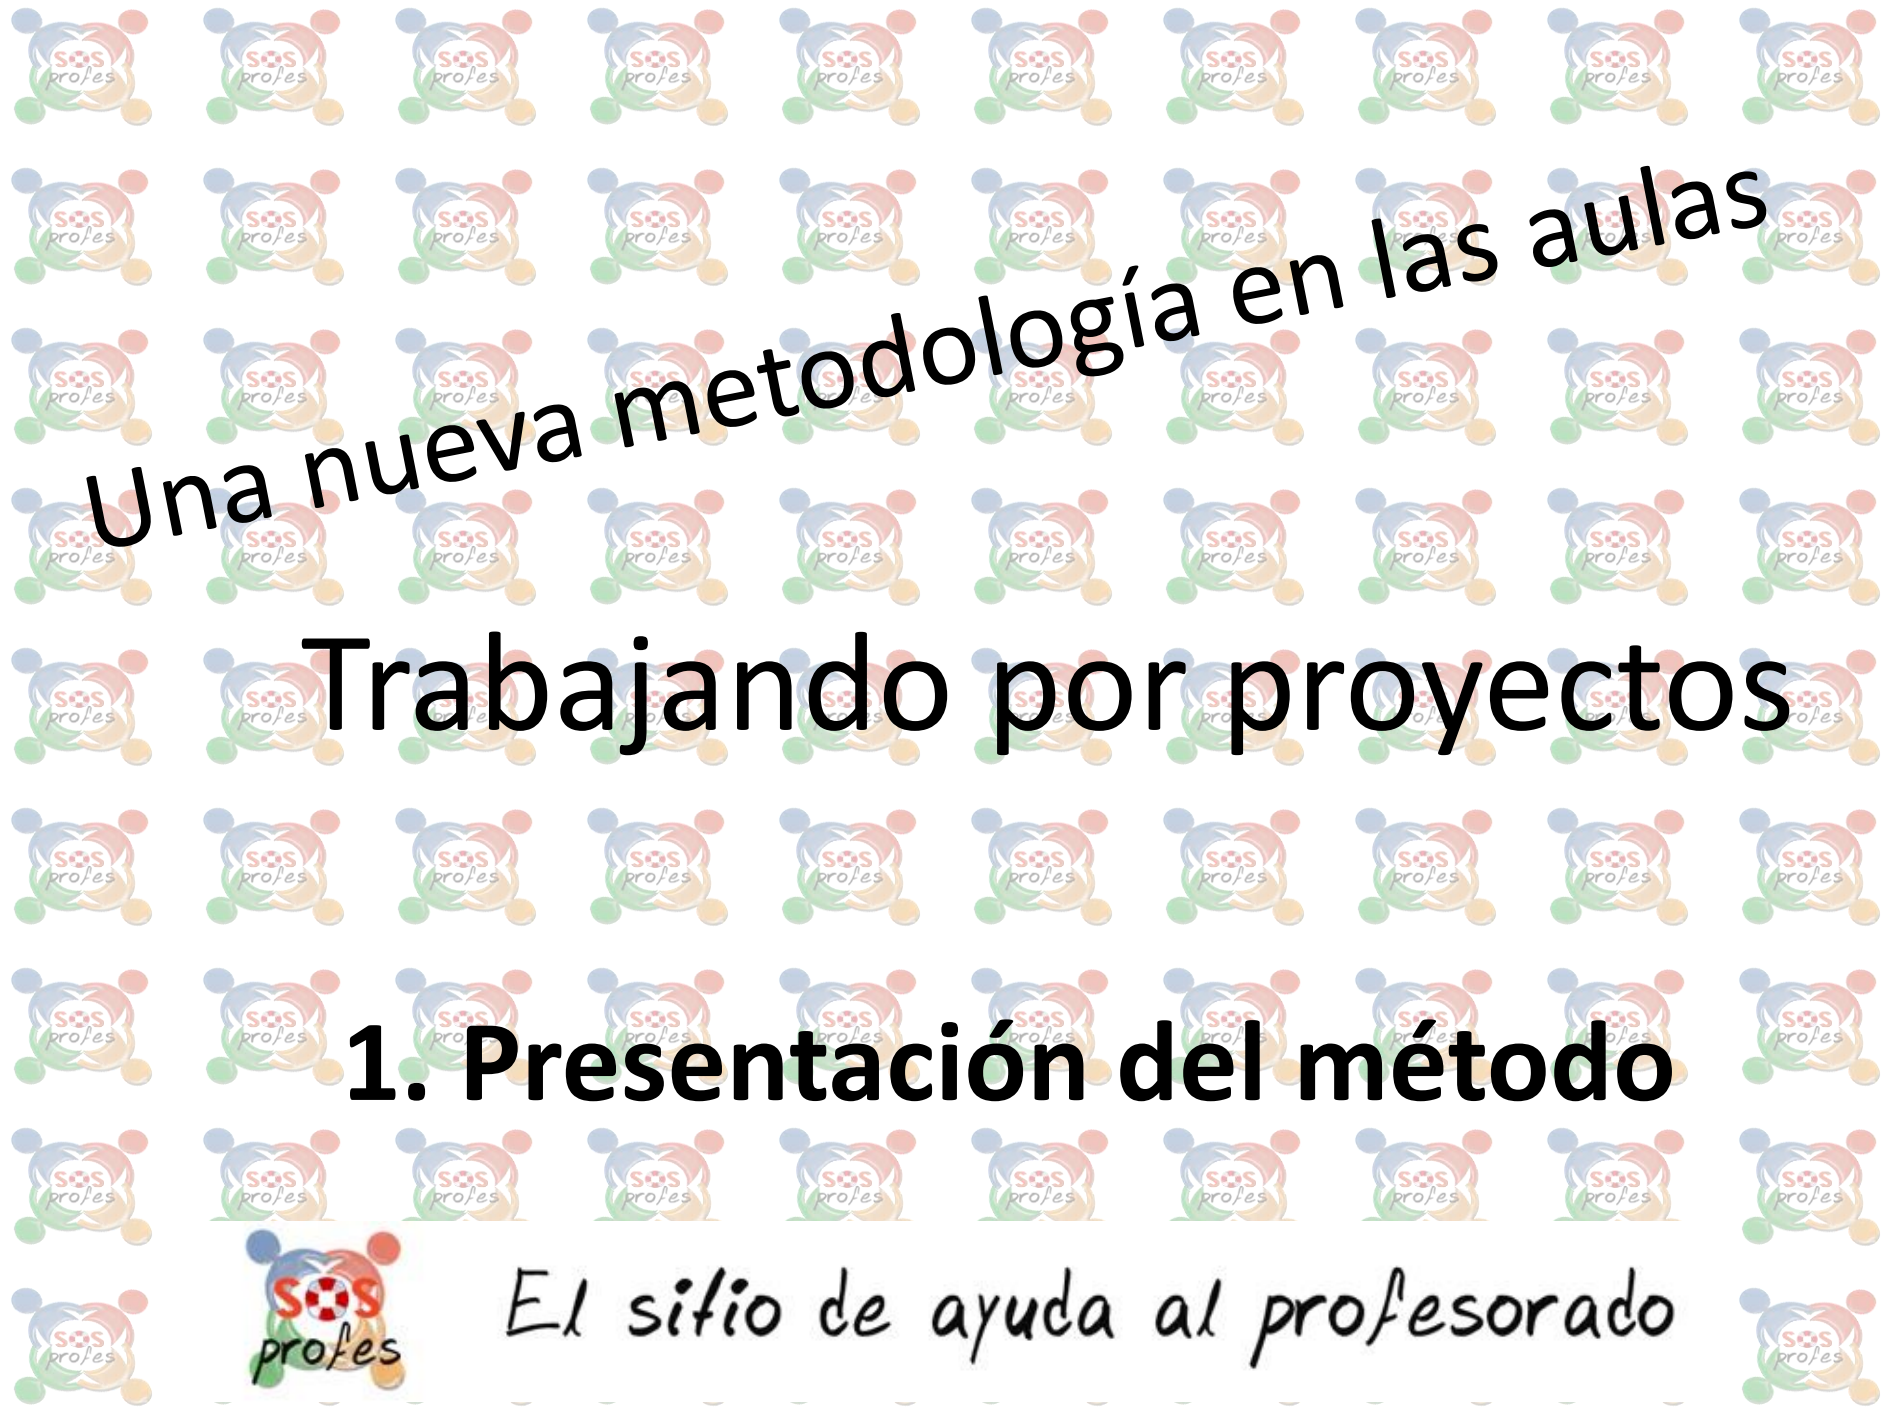 Una nueva metodología en las aulas
Trabajando por proyectos
1. Presentación del método
SOS
profes
El sitio de ayuda al profesorado